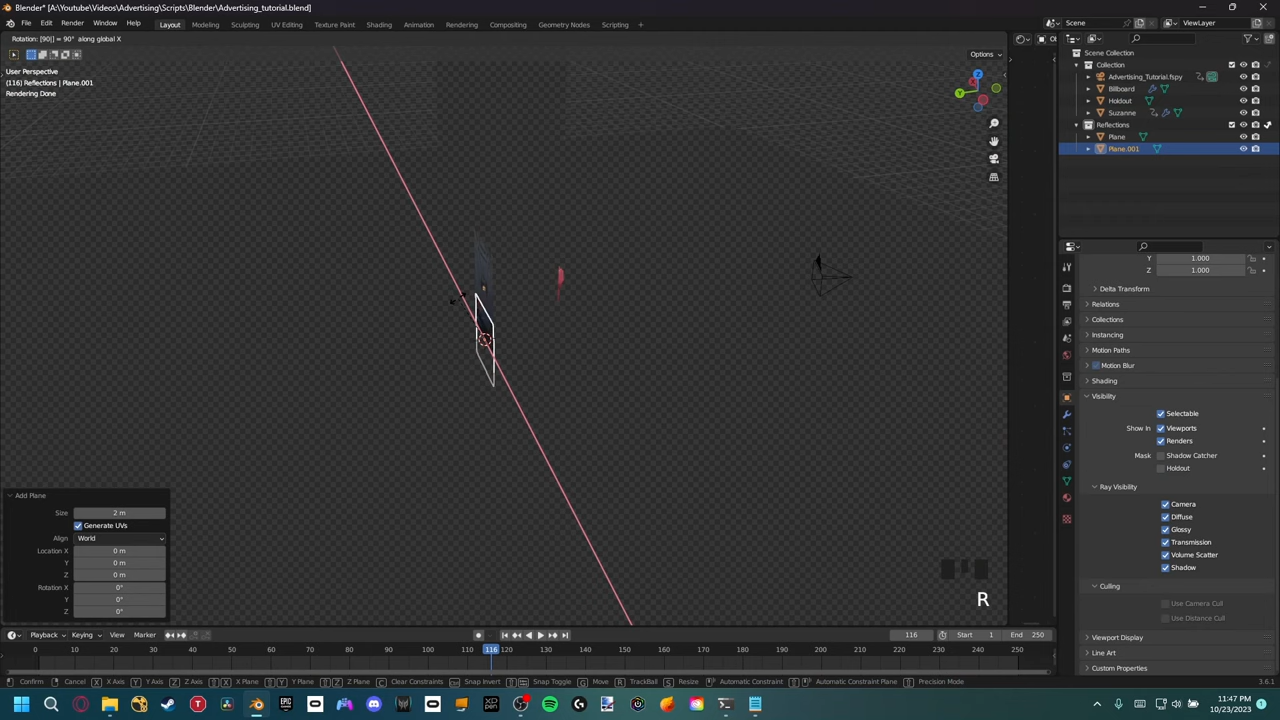 Blender* [A:\Youtube\Videos\Advertising\Scripts\Blender\Advertising_tutorial.blend]
File Edit Render Window Help Layout Modeling Sculpting UV Editing Texture Paint Shading Animation Rendering Compositing Geometry Nodes Scripting + Scene ViewLayer
Rotation: [90|] = 90° along global X
Options
User Perspective
(116) Reflections | Plane.001
Rendering Done
Scene Collection
Collection
Advertising_Tutorial.fspy
Billboard
Holdout
Suzanne
Reflections
Plane
Plane.001
Y 1.000
Z 1.000
Delta Transform
Relations
Collections
Instancing
Motion Paths
Motion Blur
Shading
Visibility
Selectable
Show In Viewports
Renders
Mask Shadow Catcher
Holdout
Ray Visibility
Camera
Diffuse
Glossy
Transmission
Volume Scatter
Shadow
Culling
Use Camera Cull
Use Distance Cull
Viewport Display
Line Art
Custom Properties
Add Plane
Size 2 m
Generate UVs
Align World
Location X 0 m
Y 0 m
Z 0 m
Rotation X 0°
Y 0°
Z 0°
R
Playback Keying View Marker 116 Start 1 End 250
0 10 20 30 40 50 60 70 80 90 100 110 116 120 130 140 150 160 170 180 190 200 210 220 230 240 250
Confirm Cancel X X Axis Y Y Axis Z Z Axis X X Plane Y Y Plane Z Z Plane C Clear Constraints Snap Invert Snap Toggle G Move R TrackBall S Resize Automatic Constraint Automatic Constraint Plane Precision Mode 3.6.1
11:47 PM
10/23/2023